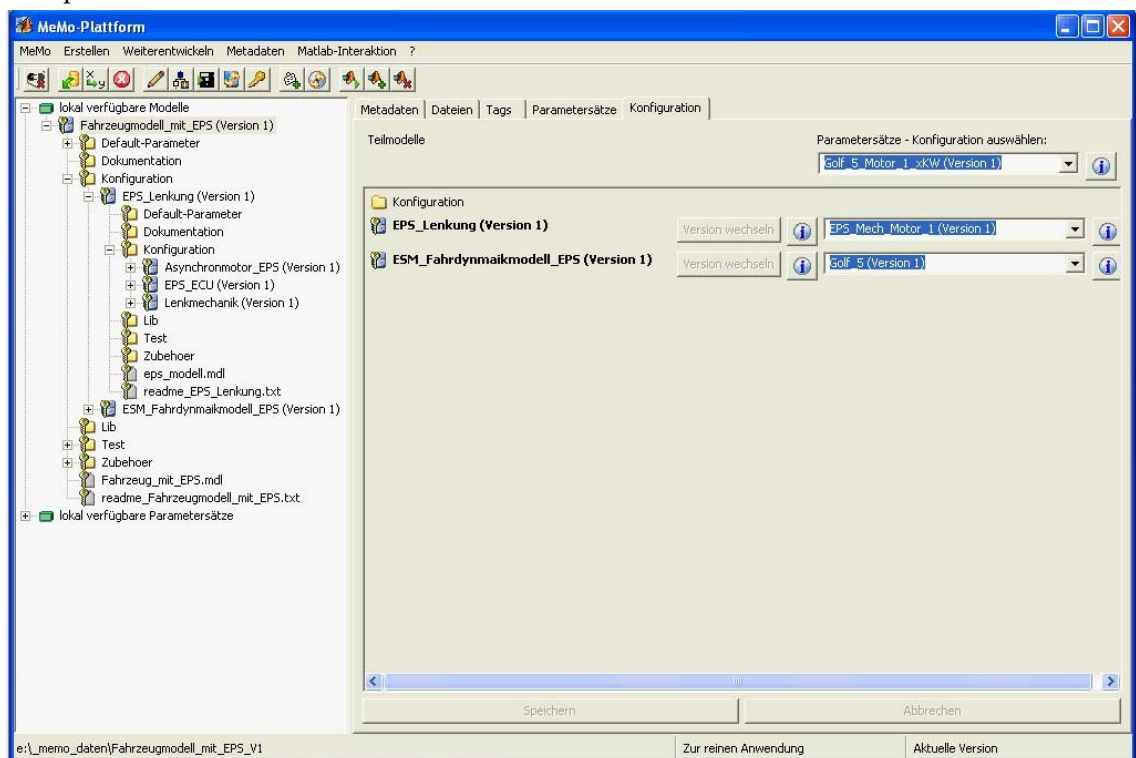 MeMo-Plattform
MeMo Erstellen Weiterentwickeln Metadaten Matlab-Interaktion ?
lokal verfügbare Modelle
Fahrzeugmodell_mit_EPS (Version 1)
Default-Parameter
Dokumentation
Konfiguration
EPS_Lenkung (Version 1)
Default-Parameter
Dokumentation
Konfiguration
Asynchronmotor_EPS (Version 1)
EPS_ECU (Version 1)
Lenkmechanik (Version 1)
Lib
Test
Zubehoer
eps_modell.mdl
readme_EPS_Lenkung.txt
ESM_Fahrdynmaikmodell_EPS (Version 1)
Lib
Test
Zubehoer
Fahrzeug_mit_EPS.mdl
readme_Fahrzeugmodell_mit_EPS.txt
lokal verfügbare Parametersätze
Metadaten Dateien Tags Parametersätze Konfiguration
Teilmodelle
Parametersätze - Konfiguration auswählen:
Golf_5_Motor_1_xKW (Version 1)
Konfiguration
EPS_Lenkung (Version 1) Version wechseln EPS_Mech_Motor_1 (Version 1)
ESM_Fahrdynmaikmodell_EPS (Version 1) Version wechseln Golf_5 (Version 1)
Speichern Abbrechen
e:\_memo_daten\Fahrzeugmodell_mit_EPS_V1 Zur reinen Anwendung Aktuelle Version